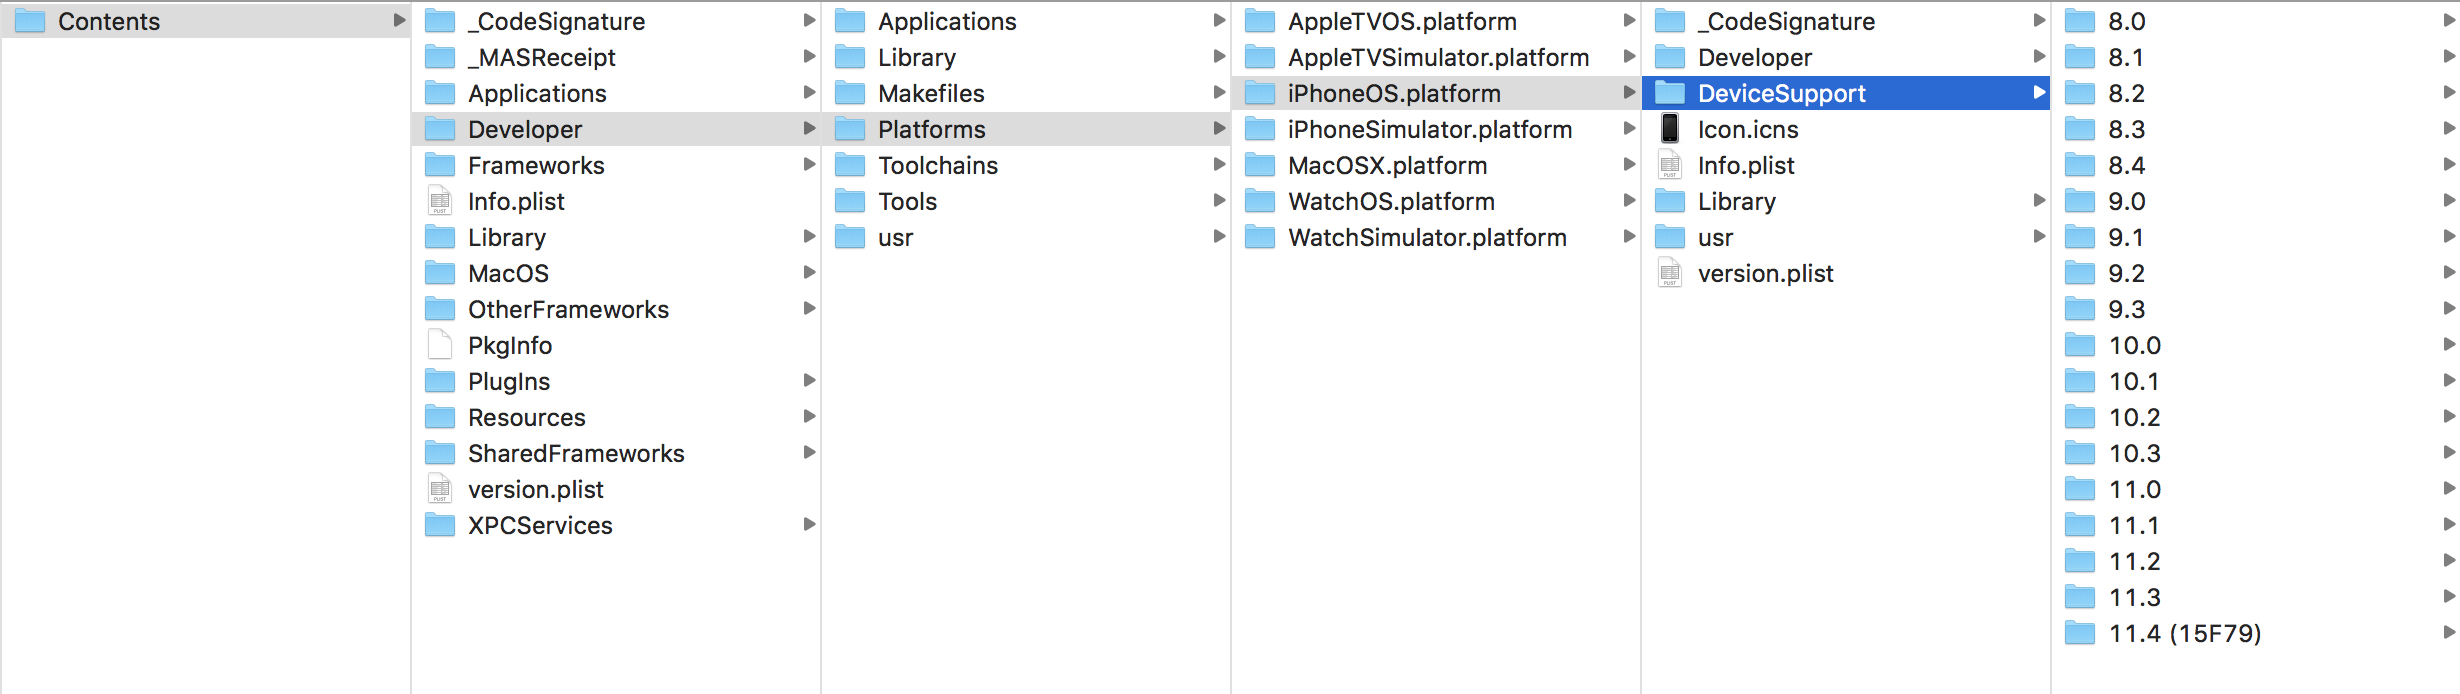 Contents
_CodeSignature
_MASReceipt
Applications
Developer
Frameworks
Info.plist
Library
MacOS
OtherFrameworks
PkgInfo
PlugIns
Resources
SharedFrameworks
version.plist
XPCServices
Applications
Library
Makefiles
Platforms
Toolchains
Tools
usr
AppleTVOS.platform
AppleTVSimulator.platform
iPhoneOS.platform
iPhoneSimulator.platform
MacOSX.platform
WatchOS.platform
WatchSimulator.platform
_CodeSignature
Developer
DeviceSupport
Icon.icns
Info.plist
Library
usr
version.plist
8.0
8.1
8.2
8.3
8.4
9.0
9.1
9.2
9.3
10.0
10.1
10.2
10.3
11.0
11.1
11.2
11.3
11.4 (15F79)